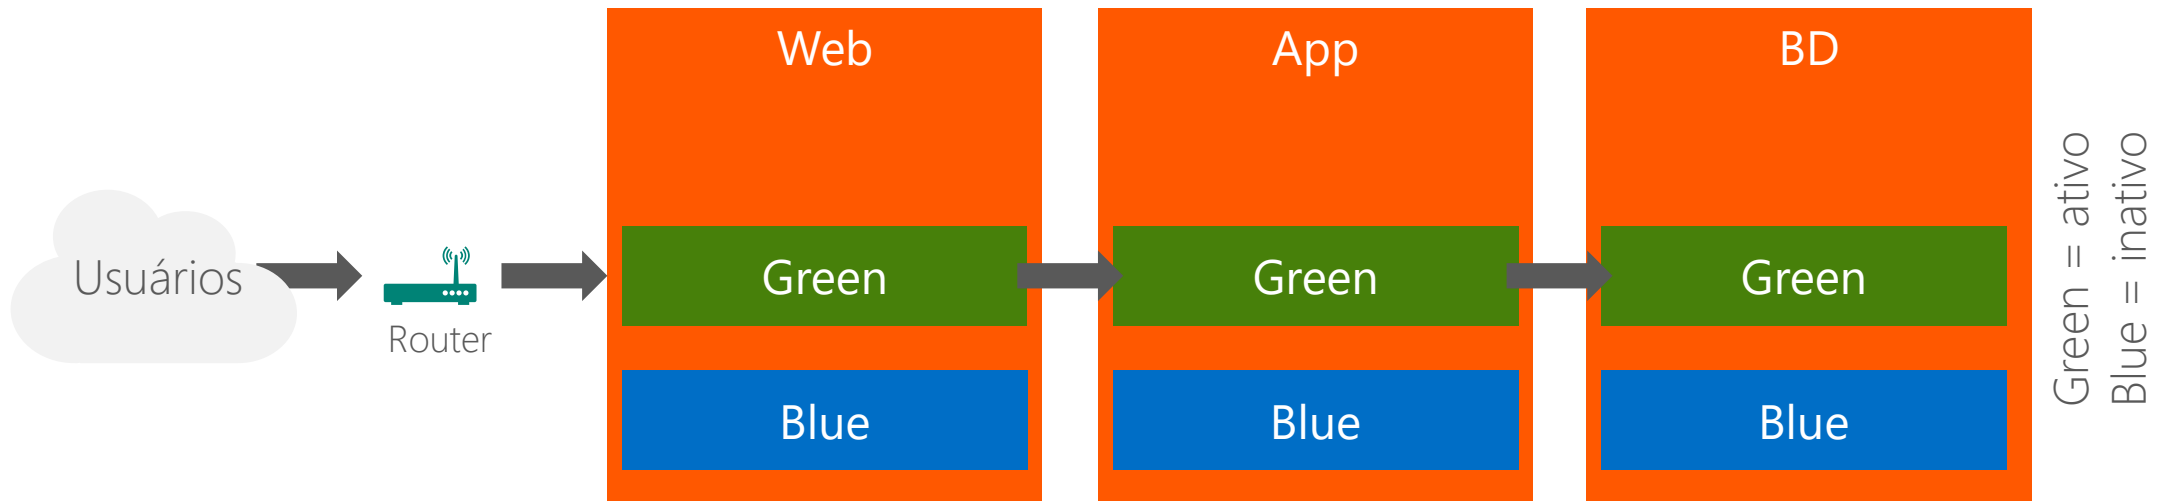 Usuários
Router
Web
Green
Blue
App
Green
Blue
BD
Green
Blue
Green = ativo
Blue = inativo